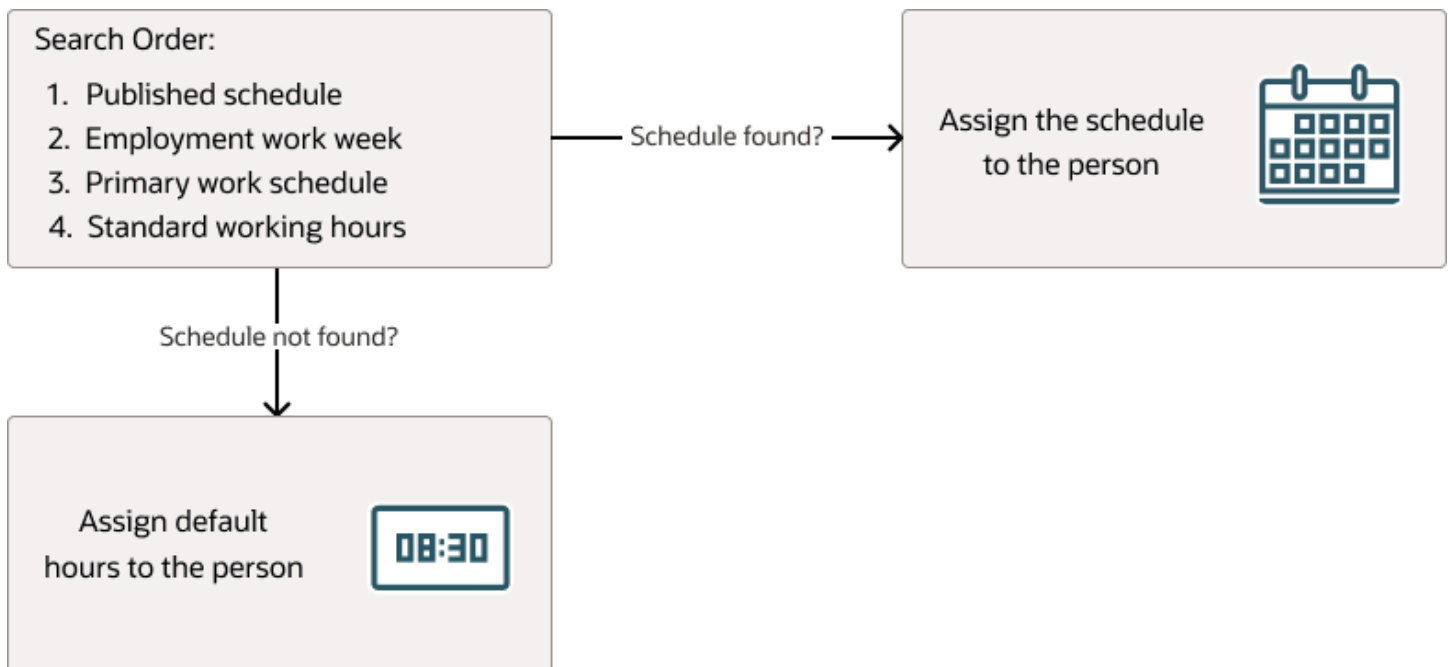 Search Order:
1. Published schedule
2. Employment work week
3. Primary work schedule
4. Standard working hours
Schedule found?
Assign the schedule
to the person
Schedule not found?
Assign default
hours to the person
08:30